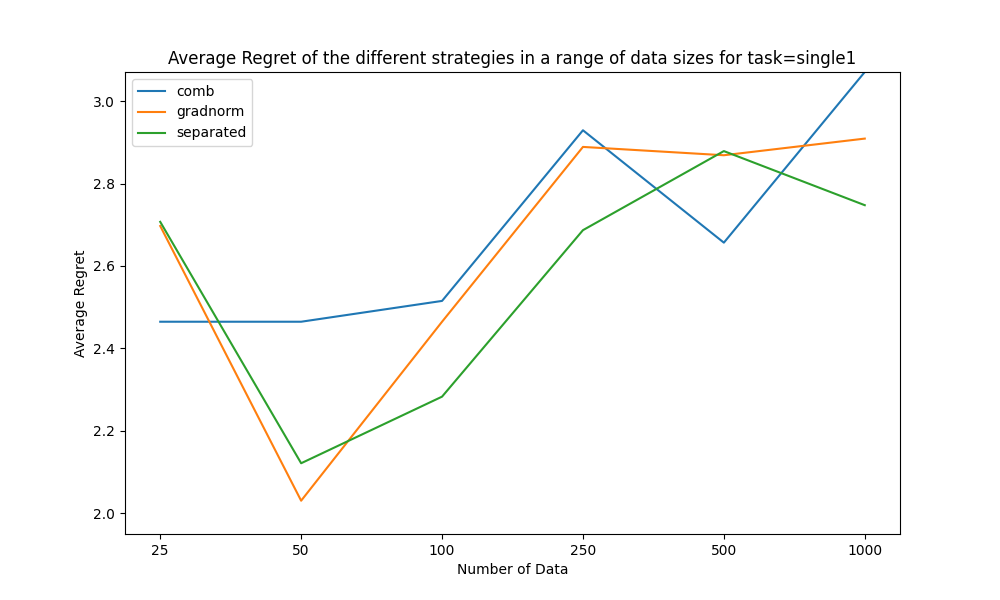 Average Regret of the different strategies in a range of data sizes for task=single1
comb
gradnorm
separated
3.0
2.8
2.6
2.4
2.2
2.0
Average Regret
25 50 100 250 500 1000
Number of Data